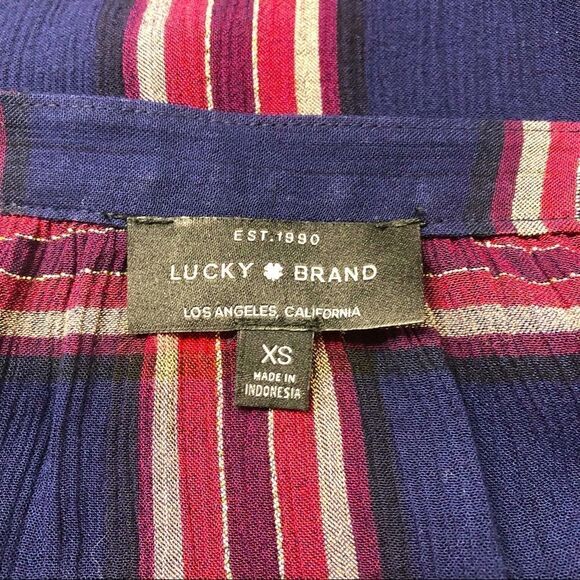 EST.1990
LUCKY BRAND
LOS ANGELES, CALIFORNIA
XS
MADE IN
INDONESIA